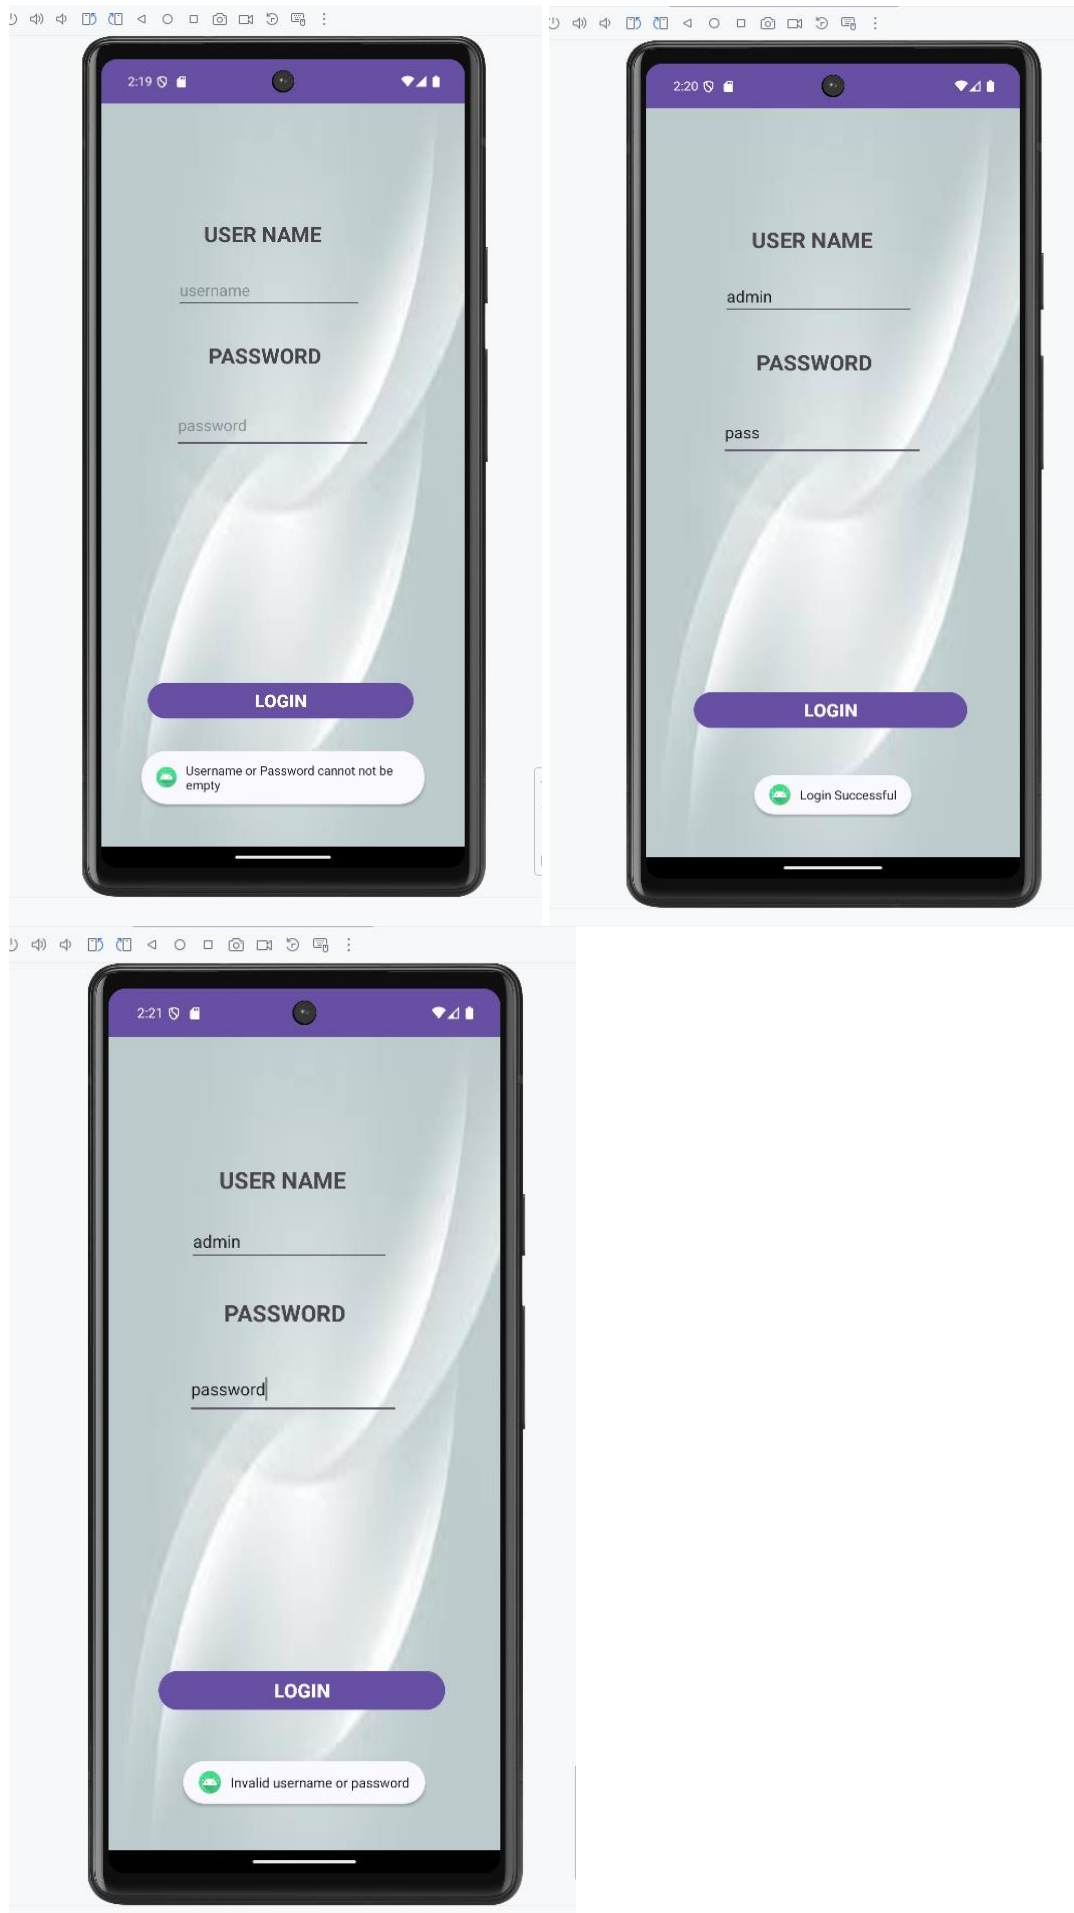 2:19
USER NAME
username
PASSWORD
password
LOGIN
Username or Password cannot not be
empty
2:20
USER NAME
admin
PASSWORD
pass
LOGIN
Login Successful
2:21
USER NAME
admin
PASSWORD
password
LOGIN
Invalid username or password